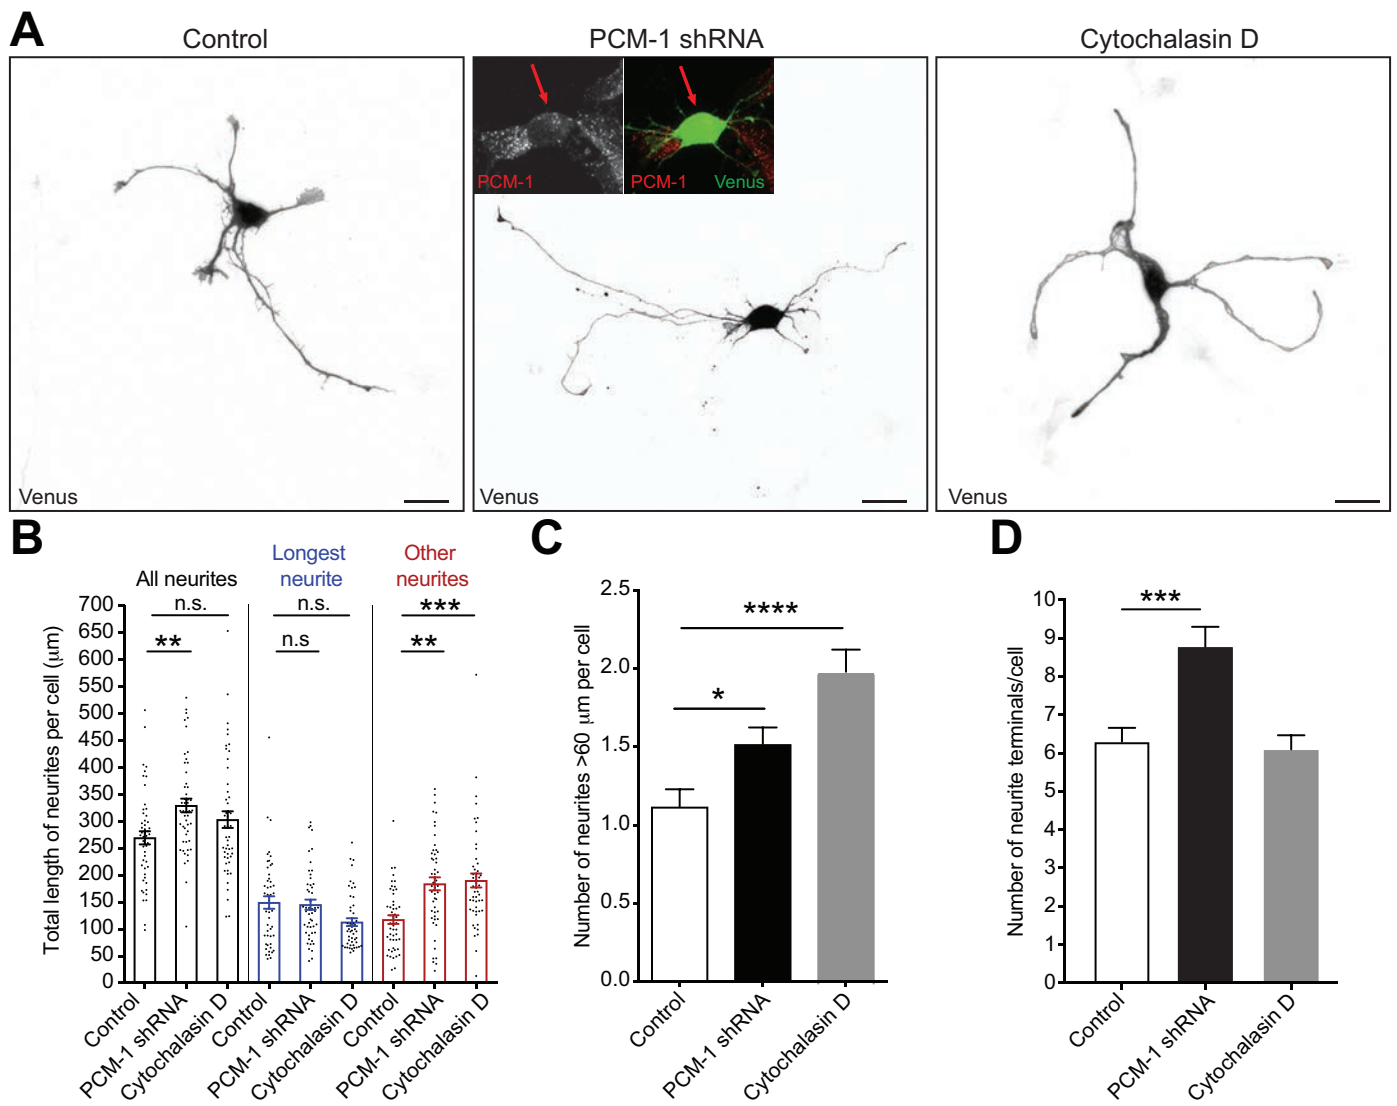 A
Control
PCM-1 shRNA
Cytochalasin D
PCM-1
PCM-1 Venus
Venus
Venus
Venus
B
All neurites
Longest
neurite
Other
neurites
n.s.
**
n.s.
n.s
***
**
Total length of neurites per cell (μm)
700
650
600
550
500
450
400
350
300
250
200
150
100
50
0
Control
PCM-1 shRNA
Cytochalasin D
Control
PCM-1 shRNA
Cytochalasin D
Control
PCM-1 shRNA
Cytochalasin D
C
Number of neurites >60 μm per cell
2.5
2.0
1.5
1.0
0.5
0.0
****
*
Control
PCM-1 shRNA
Cytochalasin D
D
Number of neurite terminals/cell
10
9
8
7
6
5
4
3
2
1
0
***
Control
PCM-1 shRNA
Cytochalasin D